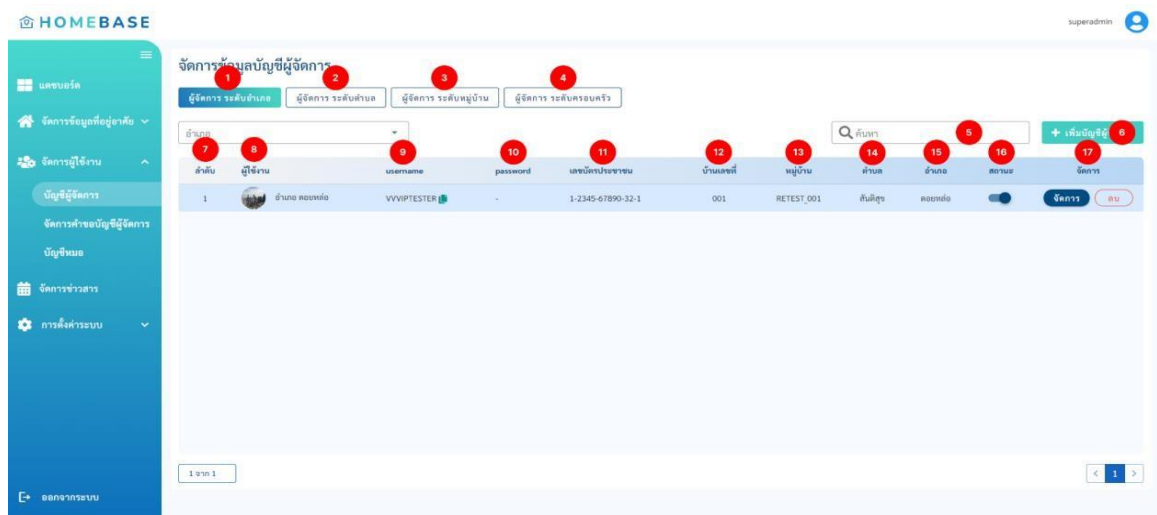 HOMEBASE
superadmin
แดชบอร์ด
จัดการข้อมูลที่อยู่อาศัย
จัดการผู้ใช้งาน
บัญชีผู้จัดการ
จัดการคำขอบัญชีผู้จัดการ
บัญชีหมอ
จัดการข่าวสาร
การตั้งค่าระบบ
ออกจากระบบ
จัดการข้อมูลบัญชีผู้จัดการ
1 2 3 4
ผู้จัดการ ระดับอำเภอ ผู้จัดการ ระดับตำบล ผู้จัดการ ระดับหมู่บ้าน ผู้จัดการ ระดับครอบครัว
อำเภอ ค้นหา 5 + เพิ่มบัญชีผู้ 6
7 8 9 10 11 12 13 14 15 16 17
ลำดับ ผู้ใช้งาน username password เลขบัตรประชาชน บ้านเลขที่ หมู่บ้าน ตำบล อำเภอ สถานะ จัดการ
1 อำเภอ ดอยหล่อ VVVIPTESTER - 1-2345-67890-32-1 001 RETEST_001 สันติสุข ดอยหล่อ จัดการ ลบ
1 จาก 1 < 1 >